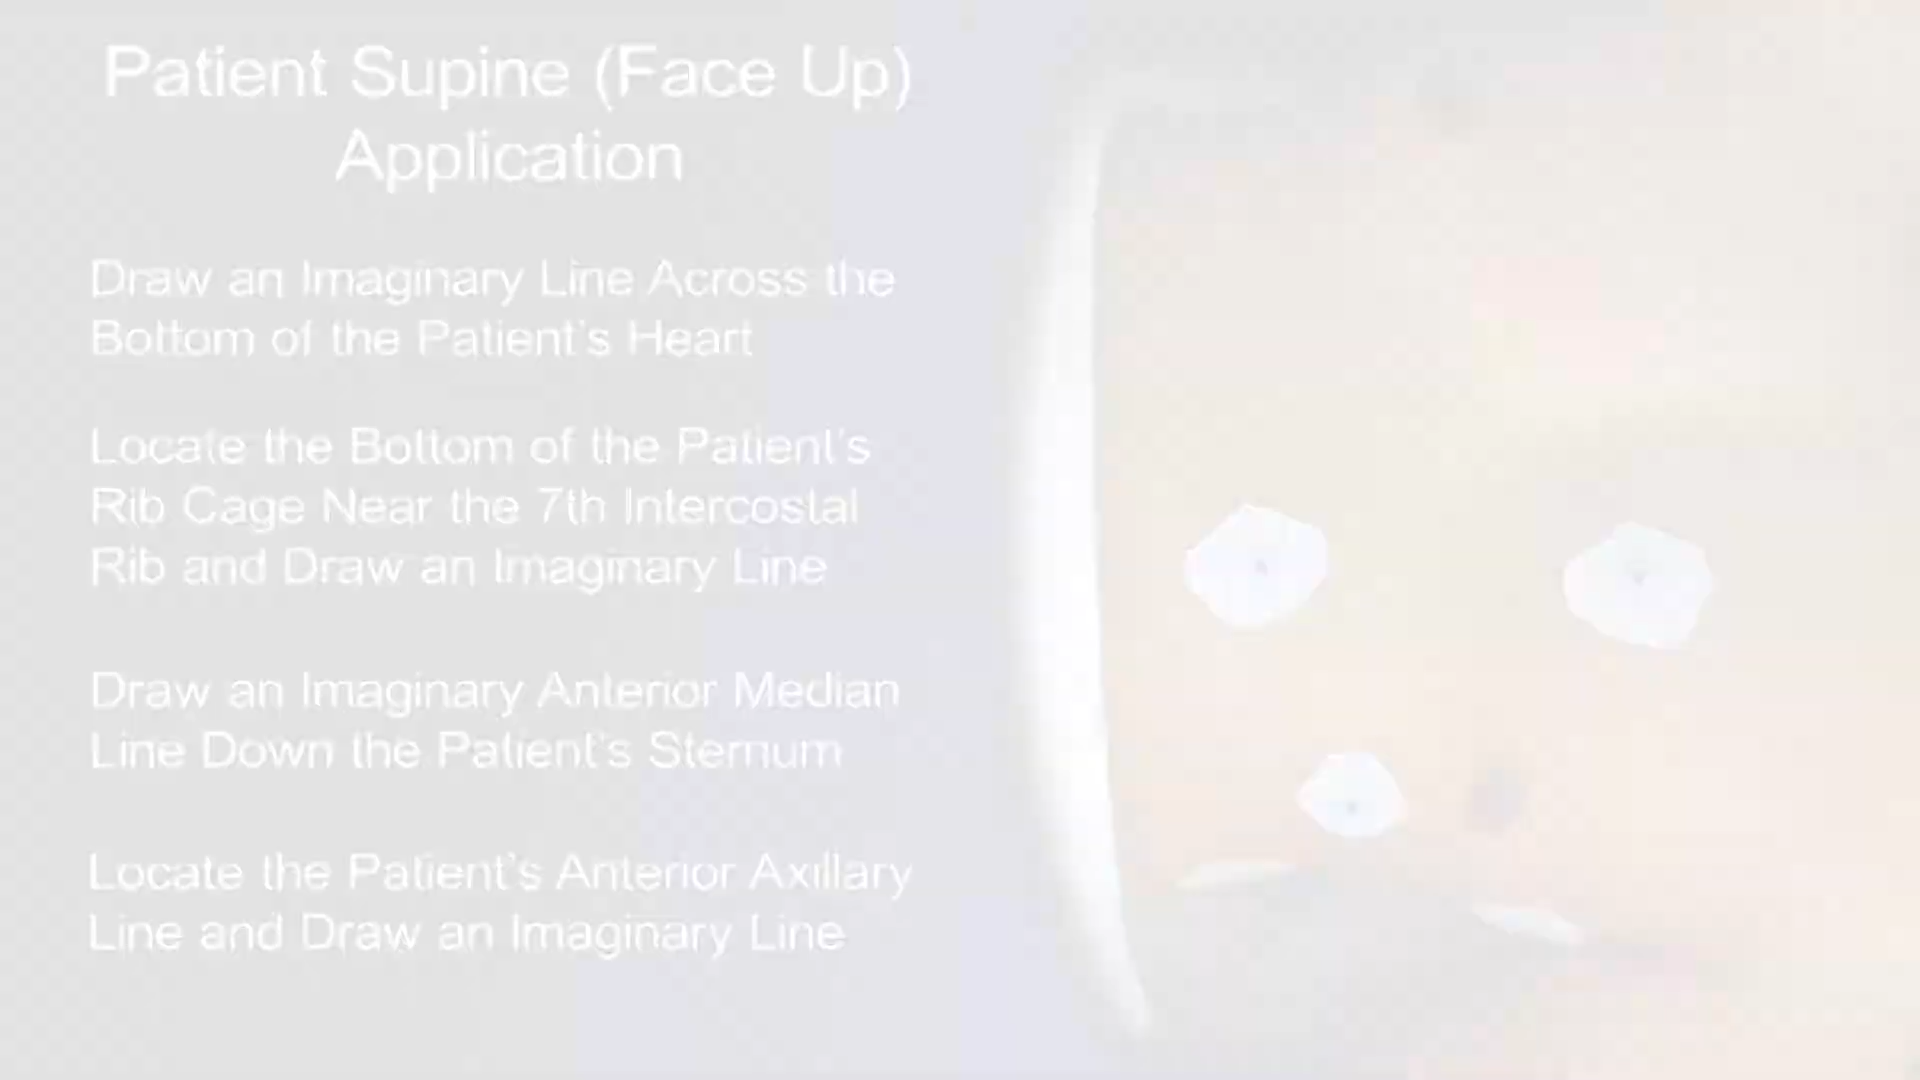 Patient Supine (Face Up)
Application
Draw an Imaginary Line Across the
Bottom of the Patient's Heart
Locate the Bottom of the Patient's
Rib Cage Near the 7th Intercostal
Rib and Draw an Imaginary Line
Draw an Imaginary Anterior Median
Line Down the Patient's Sternum
Locate the Patient's Anterior Axillary
Line and Draw an Imaginary Line